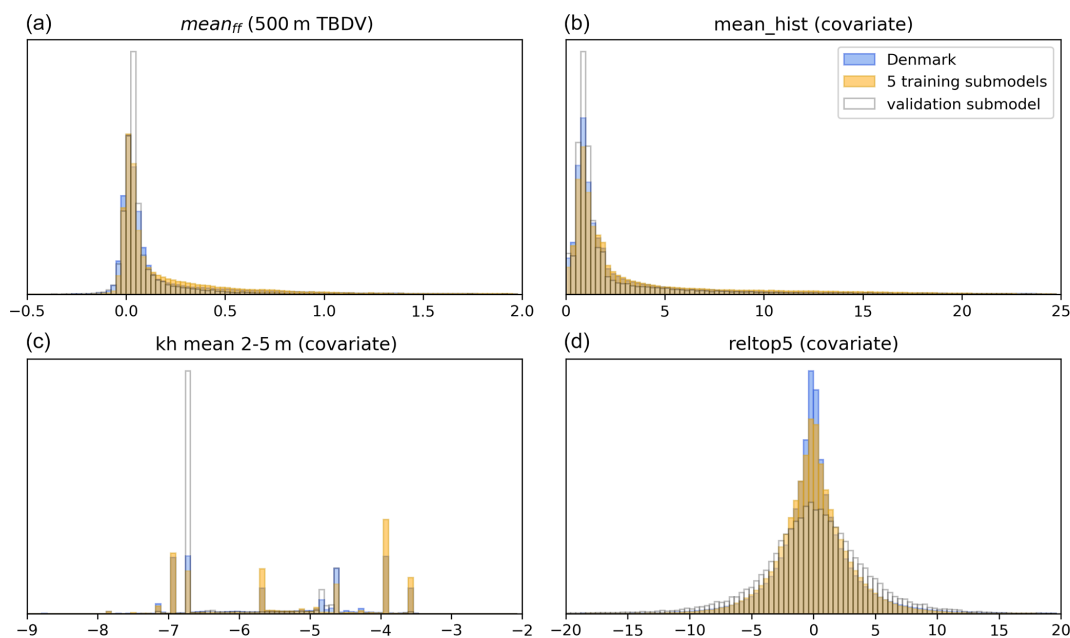 (a) mean_ff (500 m TBDV)
−0.5 0.0 0.5 1.0 1.5 2.0
(b) mean_hist (covariate)
Denmark
5 training submodels
validation submodel
0 5 10 15 20 25
(c) kh mean 2-5 m (covariate)
−9 −8 −7 −6 −5 −4 −3 −2
(d) reltop5 (covariate)
−20 −15 −10 −5 0 5 10 15 20